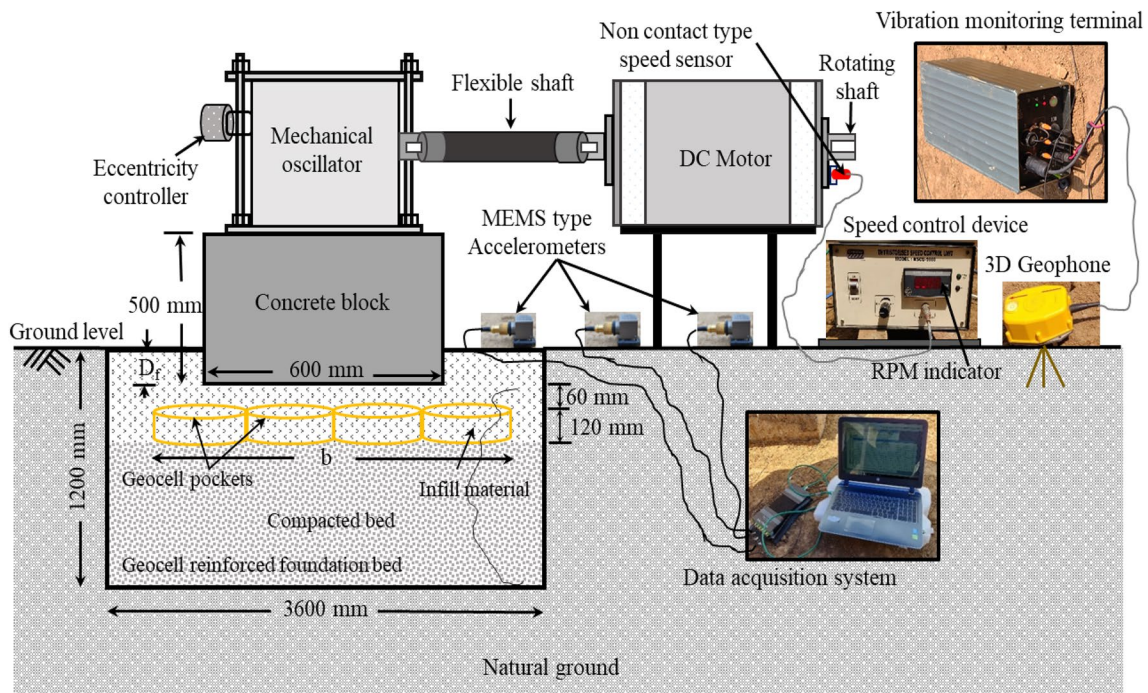 Vibration monitoring terminal
Non contact type
speed sensor
Rotating
shaft
Flexible shaft
Mechanical
oscillator
DC Motor
Eccentricity
controller
MEMS type
Accelerometers
Speed control device
3D Geophone
500 mm
Concrete block
Ground level
D_f
600 mm
RPM indicator
60 mm
120 mm
1200 mm
Geocell pockets
b
Infill material
Compacted bed
Geocell reinforced foundation bed
Data acquisition system
3600 mm
Natural ground